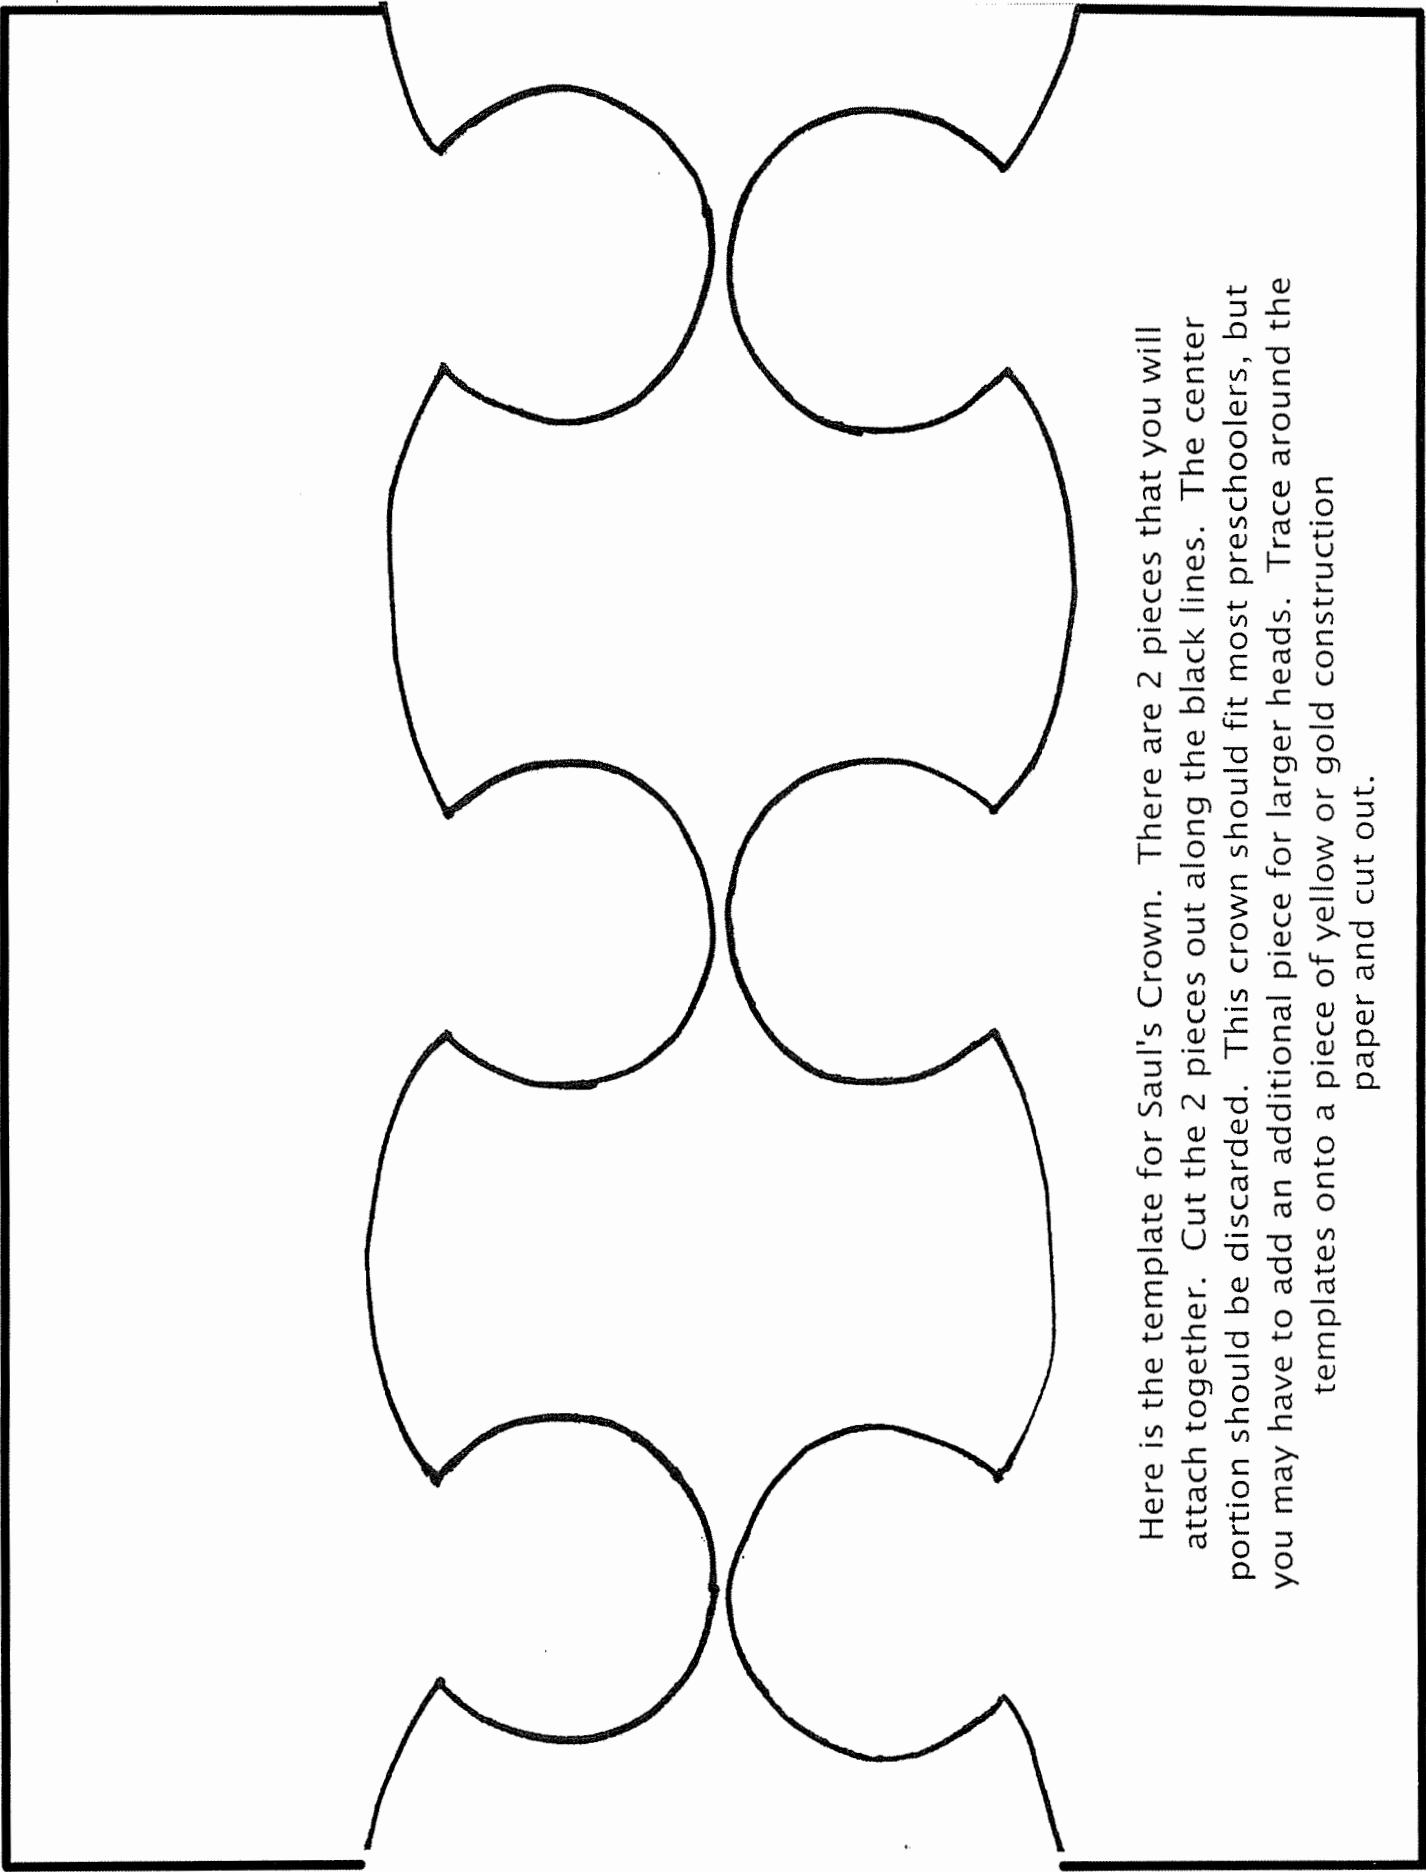 Here is the template for Saul's Crown.  There are 2 pieces that you will
attach together.  Cut the 2 pieces out along the black lines.  The center
portion should be discarded.  This crown should fit most preschoolers, but
you may have to add an additional piece for larger heads.  Trace around the
templates onto a piece of yellow or gold construction
paper and cut out.